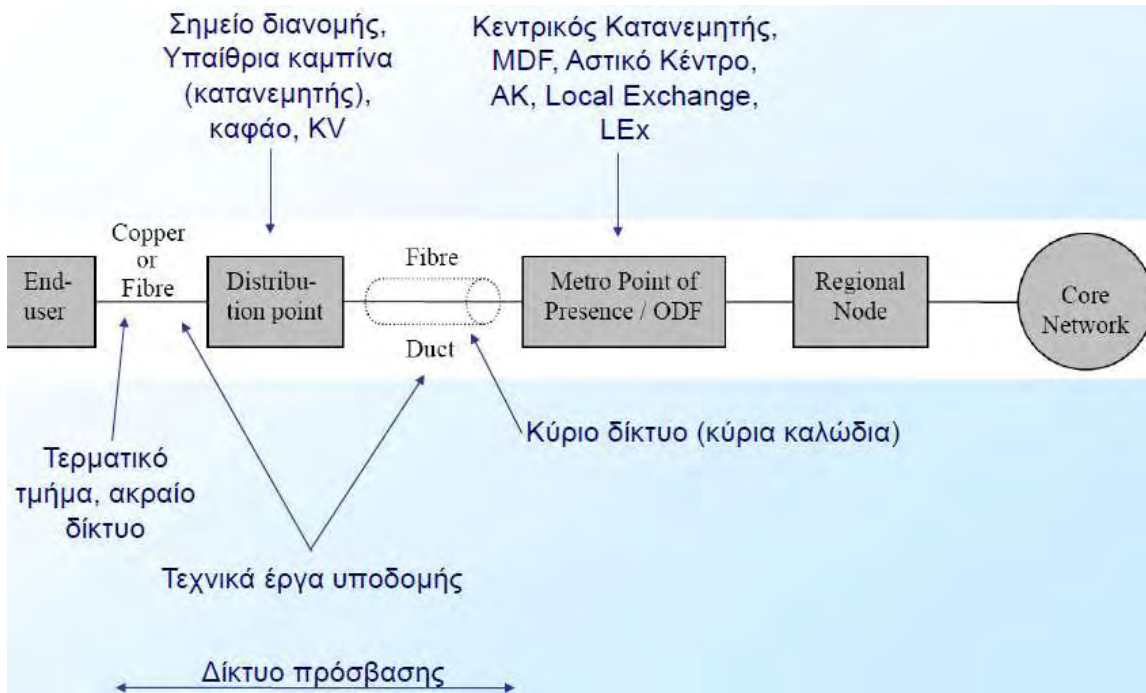 Σημείο διανομής,
Υπαίθρια καμπίνα
(κατανεμητής),
καφάο, KV
Κεντρικός Κατανεμητής,
MDF, Αστικό Κέντρο,
ΑΚ, Local Exchange,
LEx
End-
user
Copper
or
Fibre
Distribu-
tion point
Fibre
Duct
Metro Point of
Presence / ODF
Regional
Node
Core
Network
Τερματικό
τμήμα, ακραίο
δίκτυο
Κύριο δίκτυο (κύρια καλώδια)
Τεχνικά έργα υποδομής
Δίκτυο πρόσβασης